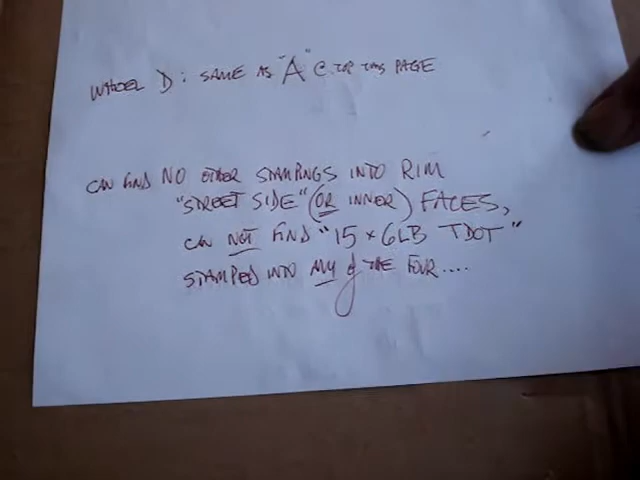 WHEEL D: SAME AS "A" @ TOP THIS PAGE
CAN FIND NO OTHER STAMPINGS INTO RIM
"STREET SIDE" (OR INNER) FACES,
CAN NOT FIND "15 x 6LB TDOT"
STAMPED INTO ANY of THE FOUR....